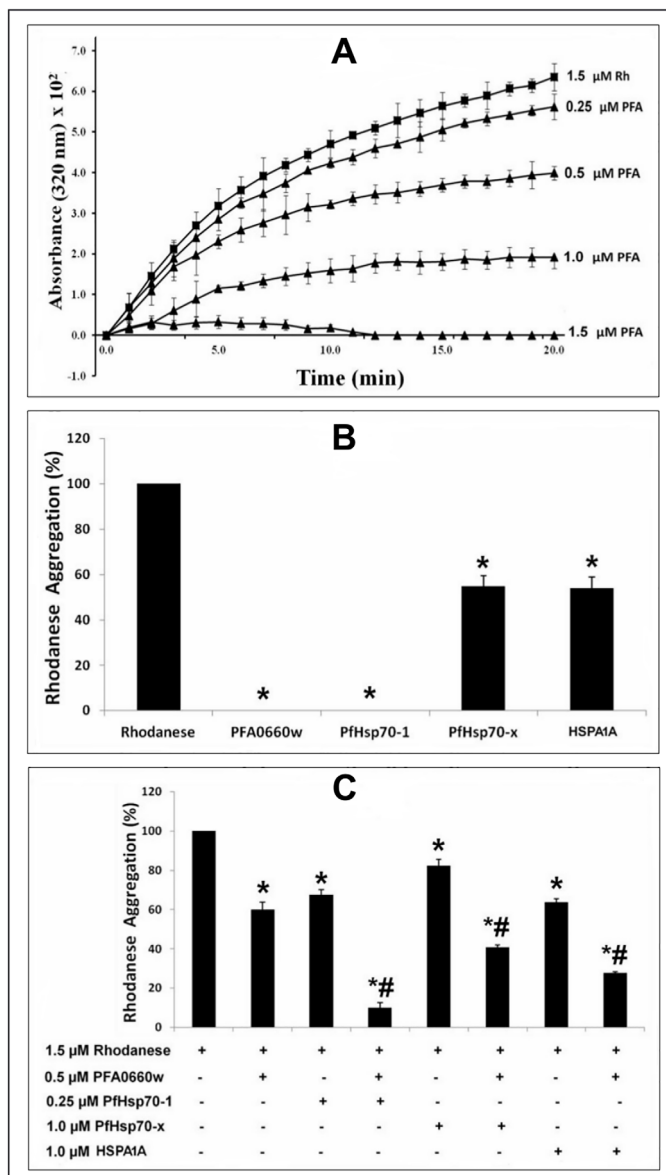 A
Absorbance (320 nm) x 10²
7.0
6.0
5.0
4.0
3.0
2.0
1.0
0.0
-1.0
1.5 µM Rh
0.25 µM PFA
0.5 µM PFA
1.0 µM PFA
1.5 µM PFA
0.0 5.0 10.0 15.0 20.0
Time (min)
B
Rhodanese Aggregation (%)
120
100
80
60
40
20
0
* * * *
Rhodanese PFA0660w PfHsp70-1 PfHsp70-x HSPA1A
C
Rhodanese Aggregation (%)
120
100
80
60
40
20
0
* * *# * *# * *#
1.5 µM Rhodanese + + + + + + + +
0.5 µM PFA0660w - + - + - + - +
0.25 µM PfHsp70-1 - - + + - - - -
1.0 µM PfHsp70-x - - - - + + - -
1.0 µM HSPA1A - - - - - - + +